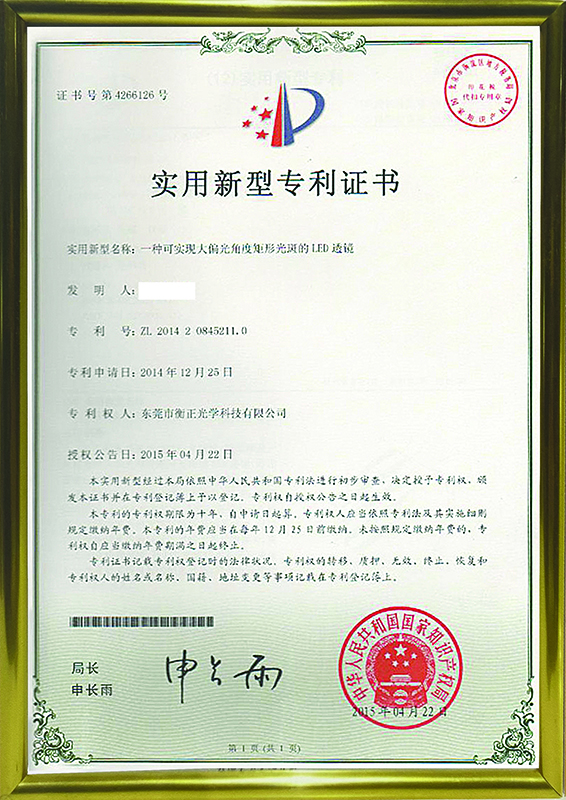 证书号第4266126号
实用新型专利证书
实用新型名称：一种可实现大偏光角度矩形光斑的LED透镜
发明人：
专利号：ZL 2014 2 0845211.0
专利申请日：2014年12月25日
专利权人：东莞市衡正光学科技有限公司
授权公告日：2015年04月22日
本实用新型经过本局依照中华人民共和国专利法进行初步审查，决定授予专利权，颁
发本证书并在专利登记簿上予以登记。专利权自授权公告之日起生效。
本专利的专利权期限为十年，自申请日起算。专利权人应当依照专利法及其实施细则
规定缴纳年费。本专利的年费应当在每年12月25日前缴纳。未按照规定缴纳年费的，专
利权自应当缴纳年费期满之日起终止。
专利证书记载专利权登记时的法律状况。专利权的转移、质押、无效、终止、恢复和
专利权人的姓名或名称、国籍、地址变更等事项记载在专利登记簿上。
局长
申长雨
申长雨
中华人民共和国国家知识产权局
2015年04月22日
第1页(共1页)